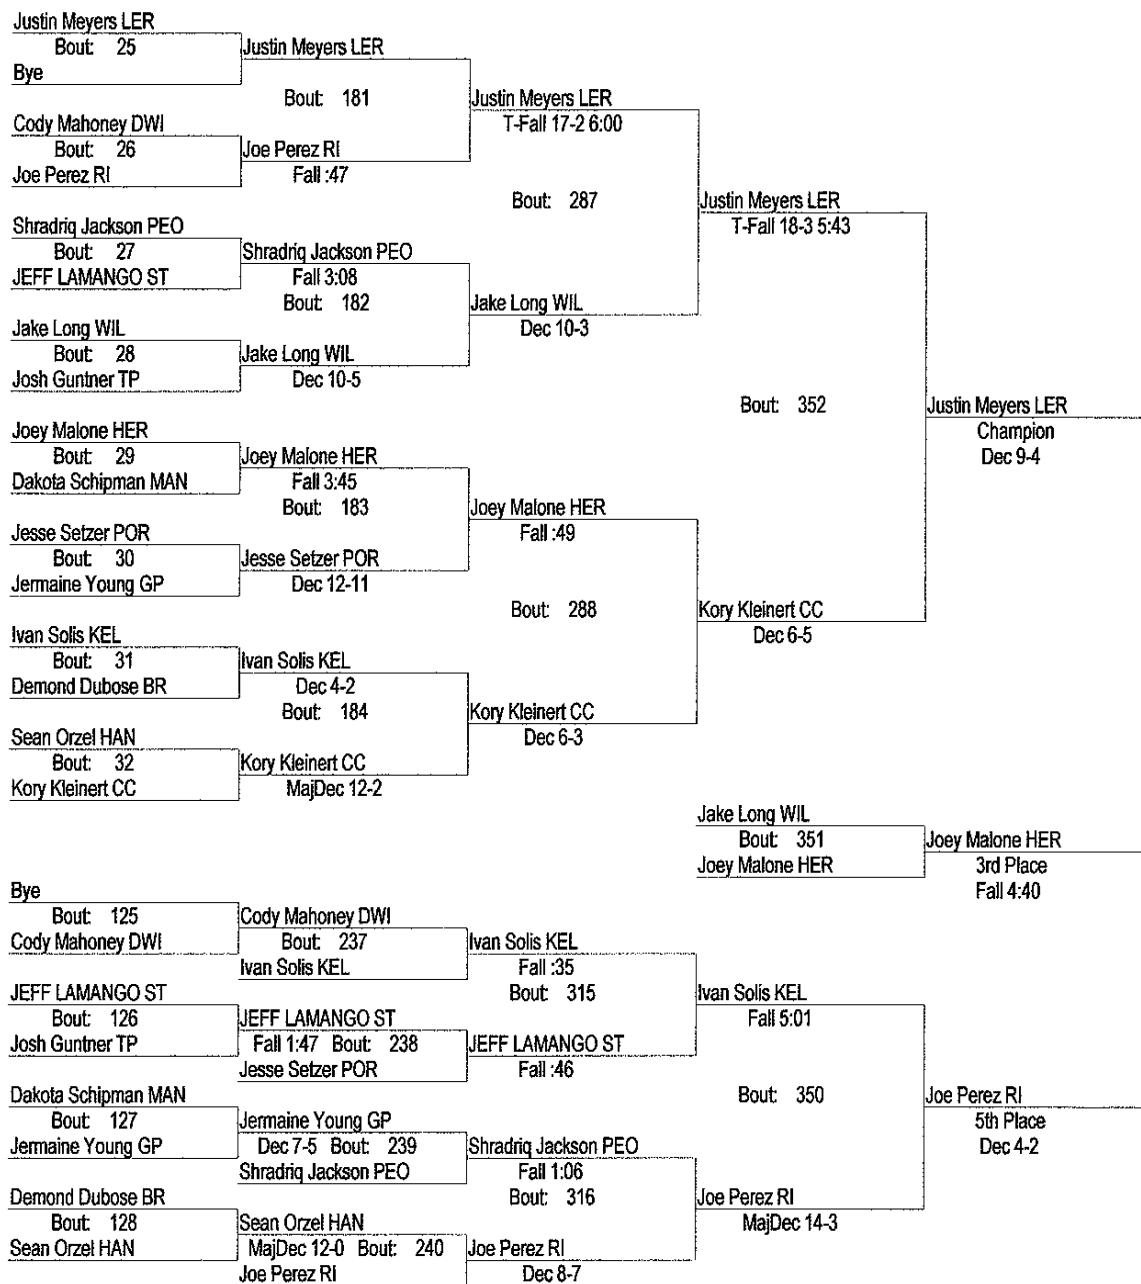 Justin Meyers LER
Bout: 25
Bye
Justin Meyers LER
Bout: 181
Cody Mahoney DWI
Bout: 26
Joe Perez RI
Joe Perez RI
Fall :47
Justin Meyers LER
T-Fall 17-2 6:00
Bout: 287
Shradriq Jackson PEO
Bout: 27
JEFF LAMANGO ST
Shradriq Jackson PEO
Fall 3:08
Bout: 182
Jake Long WIL
Bout: 28
Josh Guntner TP
Jake Long WIL
Dec 10-5
Jake Long WIL
Dec 10-3
Justin Meyers LER
T-Fall 18-3 5:43
Bout: 352
Justin Meyers LER
Champion
Dec 9-4
Joey Malone HER
Bout: 29
Dakota Schipman MAN
Joey Malone HER
Fall 3:45
Bout: 183
Jesse Setzer POR
Bout: 30
Jermaine Young GP
Jesse Setzer POR
Dec 12-11
Joey Malone HER
Fall :49
Bout: 288
Ivan Solis KEL
Bout: 31
Demond Dubose BR
Ivan Solis KEL
Dec 4-2
Bout: 184
Sean Orzel HAN
Bout: 32
Kory Kleinert CC
Kory Kleinert CC
MajDec 12-2
Kory Kleinert CC
Dec 6-3
Kory Kleinert CC
Dec 6-5
Jake Long WIL
Bout: 351
Joey Malone HER
Joey Malone HER
3rd Place
Fall 4:40
Bye
Bout: 125
Cody Mahoney DWI
Cody Mahoney DWI
Bout: 237
Ivan Solis KEL
Ivan Solis KEL
Fall :35
Bout: 315
JEFF LAMANGO ST
Bout: 126
Josh Guntner TP
JEFF LAMANGO ST
Fall 1:47 Bout: 238
Jesse Setzer POR
JEFF LAMANGO ST
Fall :46
Ivan Solis KEL
Fall 5:01
Bout: 350
Dakota Schipman MAN
Bout: 127
Jermaine Young GP
Jermaine Young GP
Dec 7-5 Bout: 239
Shradriq Jackson PEO
Shradriq Jackson PEO
Fall 1:06
Bout: 316
Demond Dubose BR
Bout: 128
Sean Orzel HAN
Sean Orzel HAN
MajDec 12-0 Bout: 240
Joe Perez RI
Joe Perez RI
Dec 8-7
Joe Perez RI
MajDec 14-3
Joe Perez RI
5th Place
Dec 4-2